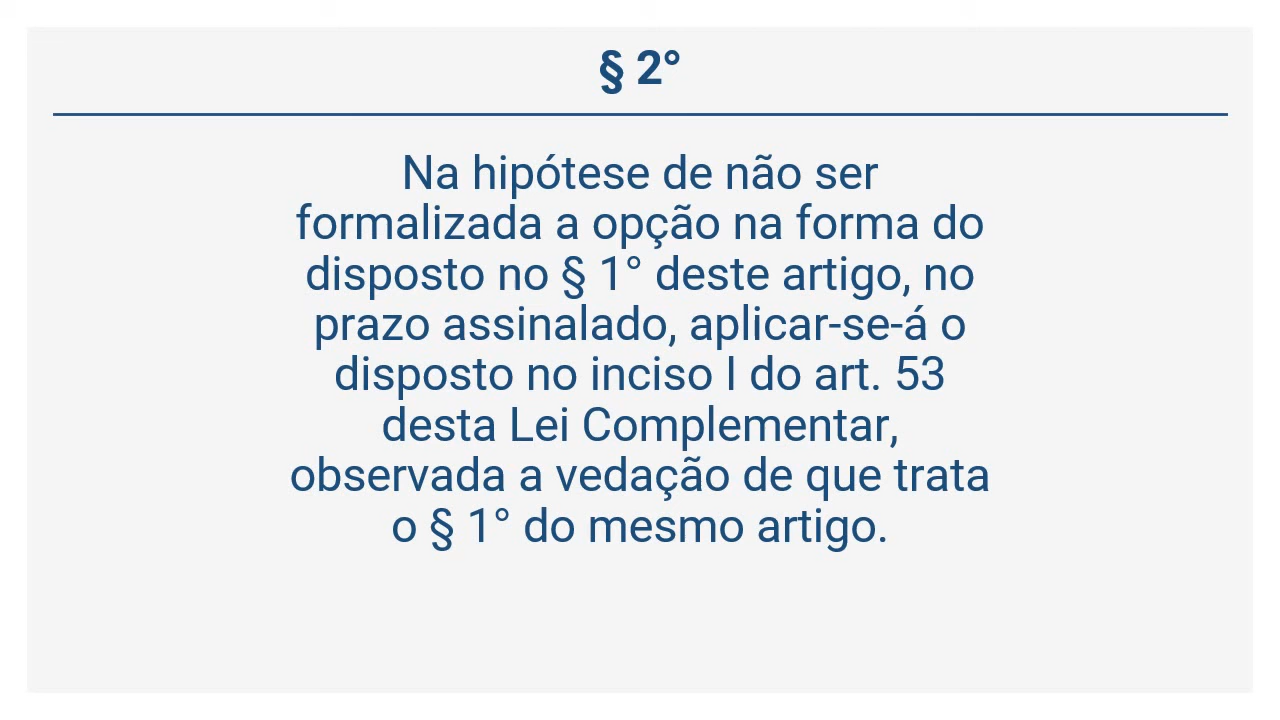 § 2°
Na hipótese de não ser
formalizada a opção na forma do
disposto no § 1° deste artigo, no
prazo assinalado, aplicar-se-á o
disposto no inciso I do art. 53
desta Lei Complementar,
observada a vedação de que trata
o § 1° do mesmo artigo.